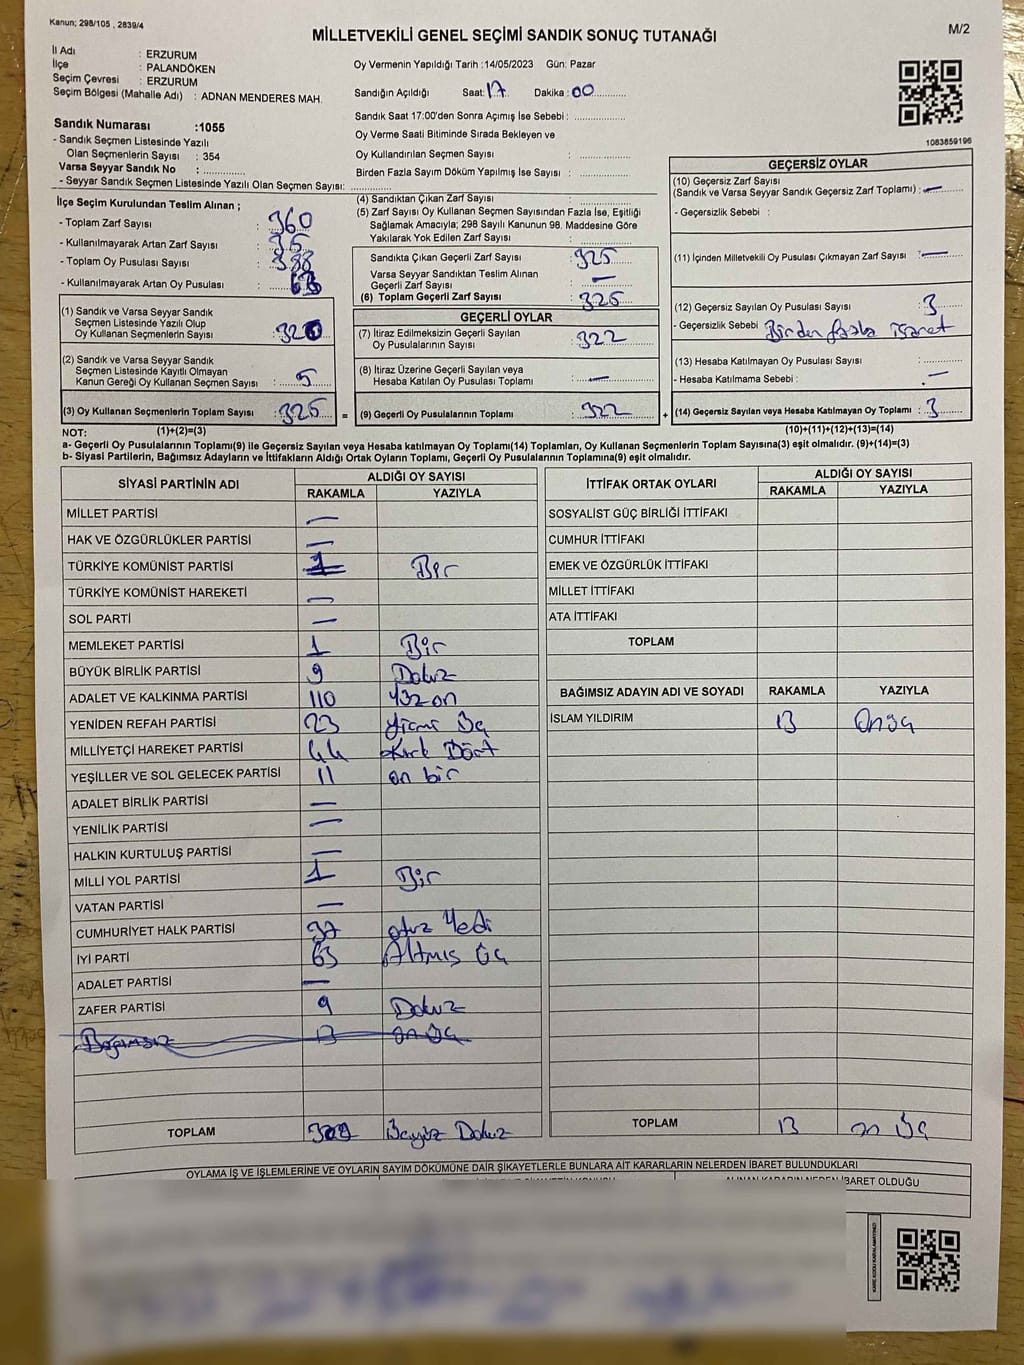 Kanun; 298/105 , 2839/4
M/2
MİLLETVEKİLİ GENEL SEÇİMİ SANDIK SONUÇ TUTANAĞI
İl Adı : ERZURUM
İlçe : PALANDÖKEN
Seçim Çevresi : ERZURUM
Seçim Bölgesi (Mahalle Adı) : ADNAN MENDERES MAH.
Oy Vermenin Yapıldığı Tarih :14/05/2023 Gün: Pazar
Sandığın Açıldığı Saat: 17 Dakika : 00
Sandık Saat 17:00'den Sonra Açımış İse Sebebi :
Oy Verme Saati Bitiminde Sırada Bekleyen ve
Oy Kullandırılan Seçmen Sayısı :
Birden Fazla Sayım Döküm Yapılmış İse Sayısı :
1083859196
Sandık Numarası :1055
- Sandık Seçmen Listesinde Yazılı
Olan Seçmenlerin Sayısı : 354
Varsa Seyyar Sandık No :
- Seyyar Sandık Seçmen Listesinde Yazılı Olan Seçmen Sayısı:
İlçe Seçim Kurulundan Teslim Alınan ;
- Toplam Zarf Sayısı : 360
- Kullanılmayarak Artan Zarf Sayısı : 35
- Toplam Oy Pusulası Sayısı : 388
- Kullanılmayarak Artan Oy Pusulası : 63
(1) Sandık ve Varsa Seyyar Sandık
Seçmen Listesinde Yazılı Olup
Oy Kullanan Seçmenlerin Sayısı : 320
(2) Sandık ve Varsa Seyyar Sandık
Seçmen Listesinde Kayıtlı Olmayan
Kanun Gereği Oy Kullanan Seçmen Sayısı : 5
(3) Oy Kullanan Seçmenlerin Toplam Sayısı : 325 =
(4) Sandıktan Çıkan Zarf Sayısı :
(5) Zarf Sayısı Oy Kullanan Seçmen Sayısından Fazla İse, Eşitliği
Sağlamak Amacıyla; 298 Sayılı Kanunun 98. Maddesine Göre
Yakılarak Yok Edilen Zarf Sayısı :
Sandıkta Çıkan Geçerli Zarf Sayısı : 325
Varsa Seyyar Sandıktan Teslim Alınan
Geçerli Zarf Sayısı : —
(6) Toplam Geçerli Zarf Sayısı : 325
GEÇERLİ OYLAR
(7) İtiraz Edilmeksizin Geçerli Sayılan
Oy Pusulalarının Sayısı : 322
(8) İtiraz Üzerine Geçerli Sayılan veya
Hesaba Katılan Oy Pusulası Toplamı : —
(9) Geçerli Oy Pusulalarının Toplamı : 322 +
GEÇERSİZ OYLAR
(10) Geçersiz Zarf Sayısı
(Sandık ve Varsa Seyyar Sandık Geçersiz Zarf Toplamı) : —
- Geçersizlik Sebebi :
(11) İçinden Milletvekili Oy Pusulası Çıkmayan Zarf Sayısı : —
(12) Geçersiz Sayılan Oy Pusulası Sayısı : 3
- Geçersizlik Sebebi : Birden fazla işaret
(13) Hesaba Katılmayan Oy Pusulası Sayısı :
- Hesaba Katılmama Sebebi : —
(14) Geçersiz Sayılan veya Hesaba Katılmayan Oy Toplamı : 3
NOT: (1)+(2)=(3) (10)+(11)+(12)+(13)=(14)
a- Geçerli Oy Pusulalarının Toplamı(9) ile Geçersiz Sayılan veya Hesaba katılmayan Oy Toplamı(14) Toplamları, Oy Kullanan Seçmenlerin Toplam Sayısına(3) eşit olmalıdır. (9)+(14)=(3)
b- Siyasi Partilerin, Bağımsız Adayların ve İttifakların Aldığı Ortak Oyların Toplamı, Geçerli Oy Pusulalarının Toplamına(9) eşit olmalıdır.
SİYASİ PARTİNİN ADI ALDIĞI OY SAYISI
RAKAMLA YAZIYLA
MİLLET PARTİSİ —
HAK VE ÖZGÜRLÜKLER PARTİSİ —
TÜRKİYE KOMÜNİST PARTİSİ 1 Bir
TÜRKİYE KOMÜNİST HAREKETİ —
SOL PARTİ —
MEMLEKET PARTİSİ 1 Bir
BÜYÜK BİRLİK PARTİSİ 9 Dokuz
ADALET VE KALKINMA PARTİSİ 110 Yüz on
YENİDEN REFAH PARTİSİ 23 Yirmi Üç
MİLLİYETÇİ HAREKET PARTİSİ 44 Kırk Dört
YEŞİLLER VE SOL GELECEK PARTİSİ 11 on bir
ADALET BİRLİK PARTİSİ —
YENİLİK PARTİSİ —
HALKIN KURTULUŞ PARTİSİ —
MİLLİ YOL PARTİSİ 1 Bir
VATAN PARTİSİ —
CUMHURİYET HALK PARTİSİ 37 otuz Yedi
İYİ PARTİ 63 Altmış Üç
ADALET PARTİSİ —
ZAFER PARTİSİ 9 Dokuz
Bağımsız 13 on üç
TOPLAM 309 Üçyüz Dokuz
İTTİFAK ORTAK OYLARI ALDIĞI OY SAYISI
RAKAMLA YAZIYLA
SOSYALİST GÜÇ BİRLİĞİ İTTİFAKI
CUMHUR İTTİFAKI
EMEK VE ÖZGÜRLÜK İTTİFAKI
MİLLET İTTİFAKI
ATA İTTİFAKI
TOPLAM
BAĞIMSIZ ADAYIN ADI VE SOYADI RAKAMLA YAZIYLA
İSLAM YILDIRIM 13 Onüç
TOPLAM 13 on Üç
OYLAMA İŞ VE İŞLEMLERİNE VE OYLARIN SAYIM DÖKÜMÜNE DAİR ŞİKAYETLERLE BUNLARA AİT KARARLARIN NELERDEN İBARET BULUNDUKLARI